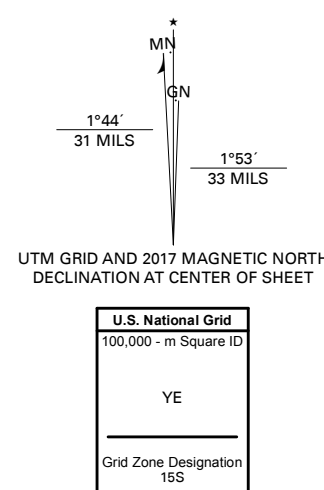 ★
MN
GN
1°44´
31 MILS
1°53´
33 MILS
UTM GRID AND 2017 MAGNETIC NORTH
DECLINATION AT CENTER OF SHEET
U.S. National Grid
100,000 - m Square ID
YE
Grid Zone Designation
15S